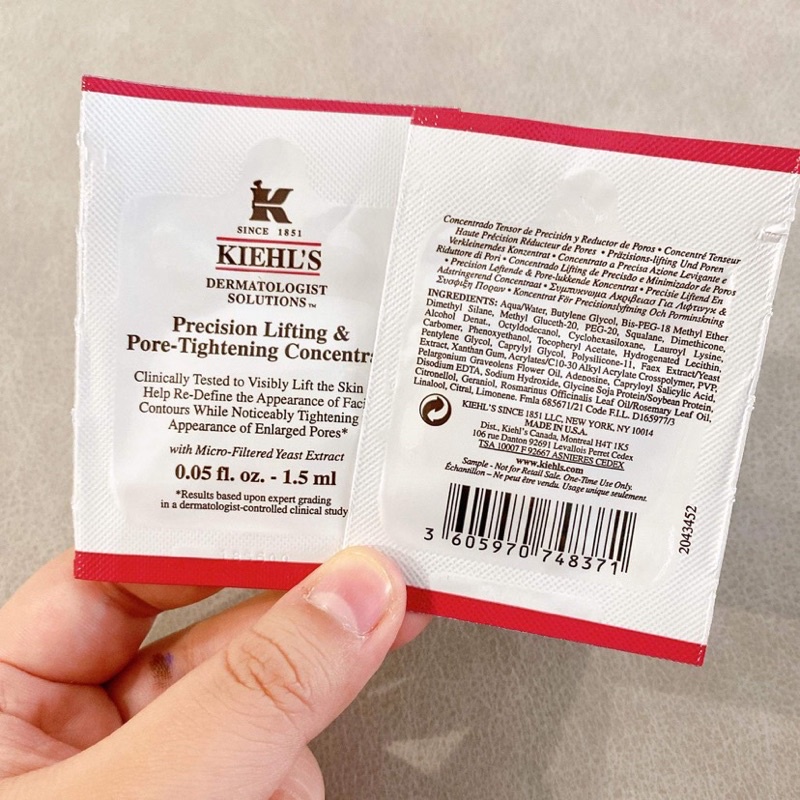 K
SINCE 1851
KIEHL'S
DERMATOLOGIST
SOLUTIONS™
Precision Lifting &
Pore-Tightening Concentra
Clinically Tested to Visibly Lift the Skin
Help Re-Define the Appearance of Faci
Contours While Noticeably Tightening
Appearance of Enlarged Pores*
with Micro-Filtered Yeast Extract
0.05 fl. oz. - 1.5 ml
*Results based upon expert grading
in a dermatologist-controlled clinical study
Concentrado Tensor de Precisión y Reductor de Poros • Concentré Tenseur
Haute Précision Réducteur de Pores • Präzisions-lifting Und Poren
Verkleinerndes Konzentrat • Concentrato a Precisa Azione Levigante e
Riduttore di Pori • Concentrado Lifting de Precisão e Minimizador de Poros
• Precision Løftende & Pore-lukkende Koncentrat • Precisie Liftend En
Adstringerend Concentraat • Συμπυκνωμα Ακριβειασ Για Λιφτινγκ &
Συσφιξη Πορων • Koncentrat För Precisionslyftning Och Porminskning
INGREDIENTS: Aqua/Water, Butylene Glycol, Bis-PEG-18 Methyl Ether
Dimethyl Silane, Methyl Gluceth-20, PEG-20, Squalane, Dimethicone,
Alcohol Denat., Octyldodecanol, Cyclohexasiloxane, Lauroyl Lysine,
Carbomer, Phenoxyethanol, Tocopheryl Acetate, Hydrogenated Lecithin,
Pentylene Glycol, Caprylyl Glycol, Polysilicone-11, Faex Extract/Yeast
Extract, Xanthan Gum, Acrylates/C10-30 Alkyl Acrylate Crosspolymer, PVP,
Pelargonium Graveolens Flower Oil, Adenosine, Capryloyl Salicylic Acid,
Disodium EDTA, Sodium Hydroxide, Glycine Soja Protein/Soybean Protein,
Citronellol, Geraniol, Rosmarinus Officinalis Leaf Oil/Rosemary Leaf Oil,
Linalool, Citral, Limonene. Fmla 685671/21 Code F.I.L. D165977/3
KIEHL'S SINCE 1851 LLC, NEW YORK, NY 10014
MADE IN U.S.A.
Dist., Kiehl's Canada, Montreal H4T 1K5
106 rue Danton 92691 Levallois Perret Cedex
TSA 10007 F 92667 ASNIERES CEDEX
www.kiehls.com
Sample - Not for Retail Sale. One-Time Use Only.
Échantillon – Ne peut être vendu. Usage unique seulement.
3 605970 748371
2043452